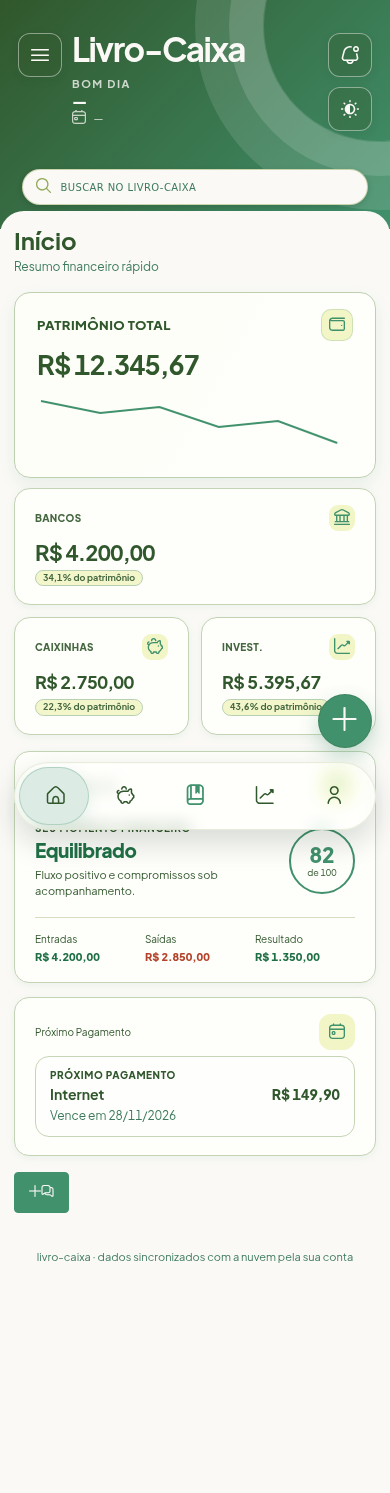 Livro-Caixa
BOM DIA
—
—
BUSCAR NO LIVRO-CAIXA
Início
Resumo financeiro rápido
PATRIMÔNIO TOTAL
R$ 12.345,67
BANCOS
R$ 4.200,00
34,1% do patrimônio
CAIXINHAS
R$ 2.750,00
22,3% do patrimônio
INVEST.
R$ 5.395,67
43,6% do patrimônio
Equilibrado
Fluxo positivo e compromissos sob
acompanhamento.
82
de 100
Entradas
R$ 4.200,00
Saídas
R$ 2.850,00
Resultado
R$ 1.350,00
Próximo Pagamento
PRÓXIMO PAGAMENTO
Internet
R$ 149,90
Vence em 28/11/2026
livro-caixa · dados sincronizados com a nuvem pela sua conta